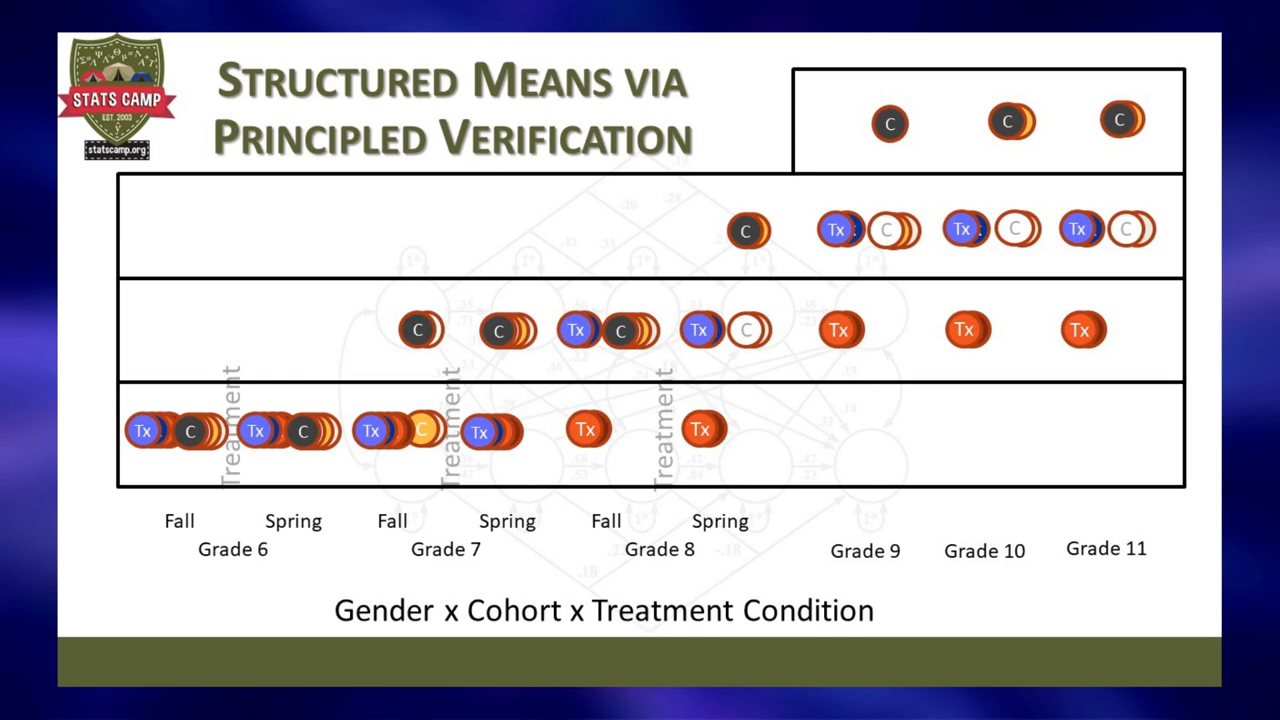 STATS CAMP
EST. 2003
statscamp.org
STRUCTURED MEANS VIA
PRINCIPLED VERIFICATION
C C C
C Tx C Tx C Tx C
C C Tx C Tx C Tx Tx Tx
Tx C Tx C Tx C Tx Tx Tx
Treatment Treatment Treatment
Fall Spring Fall Spring Fall Spring
Grade 6 Grade 7 Grade 8 Grade 9 Grade 10 Grade 11
Gender x Cohort x Treatment Condition